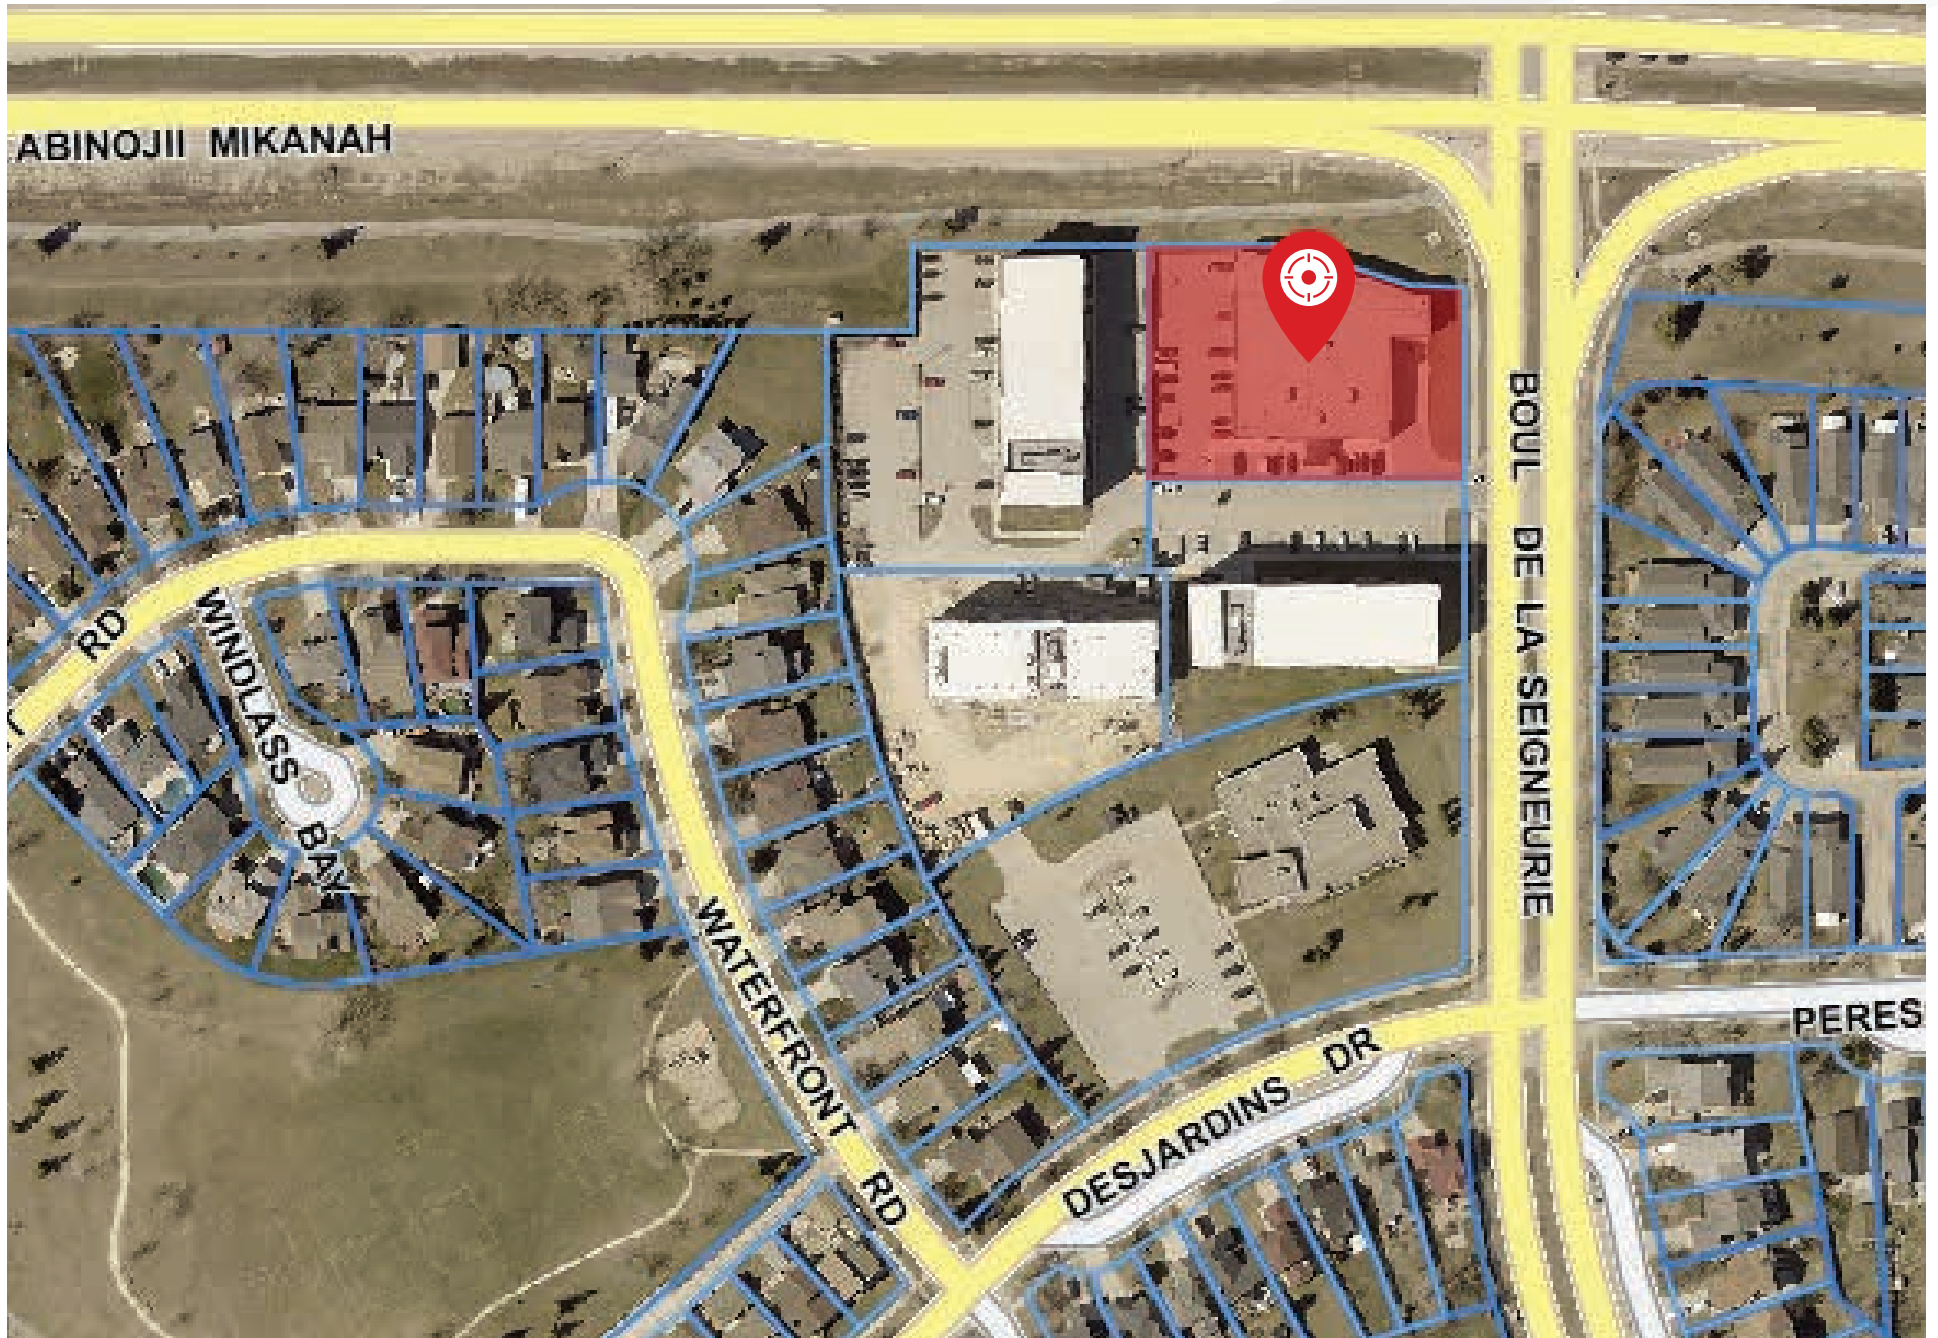 ABINOJII MIKANAH
BOUL DE LA SEIGNEURIE
RD
WINDLASS BAY
WATERFRONT RD
DESJARDINS DR
PERES